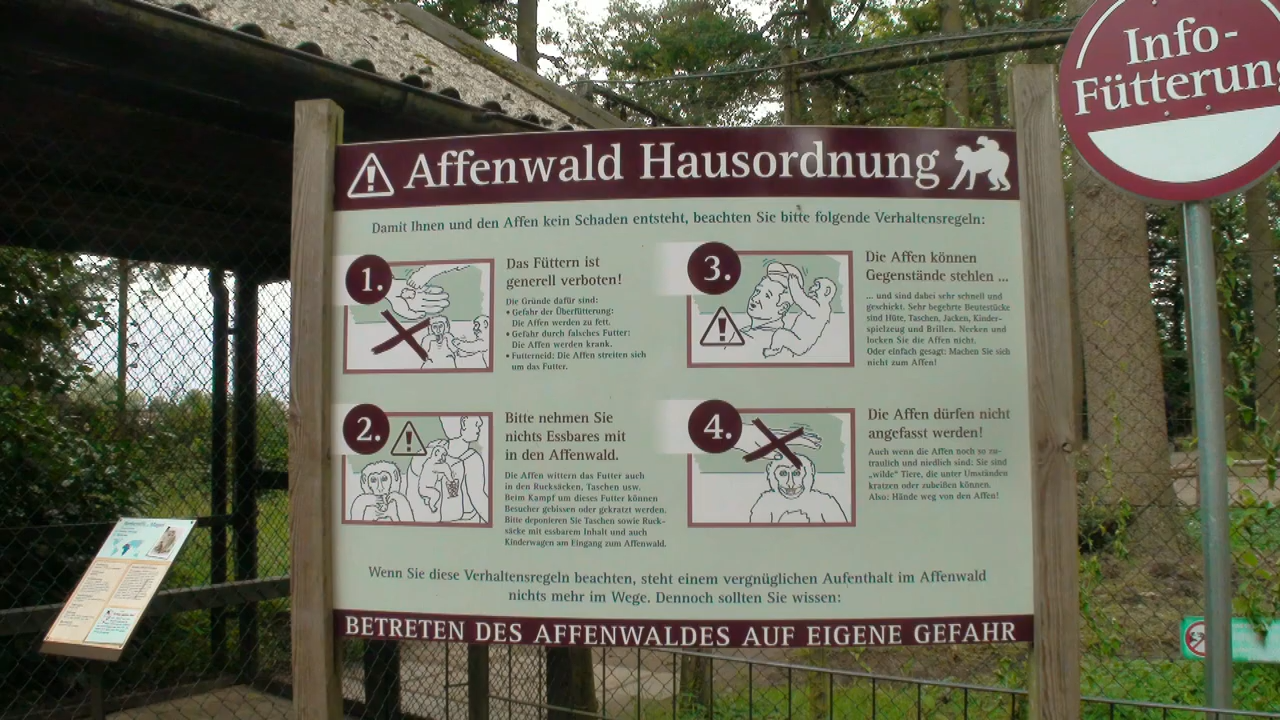 Info-
Fütterung
Affenwald Hausordnung
Damit Ihnen und den Affen kein Schaden entsteht, beachten Sie bitte folgende Verhaltensregeln:
1.
Das Füttern ist
generell verboten!
Die Gründe dafür sind:
• Gefahr der Überfütterung:
Die Affen werden zu fett.
• Gefahr durch falsches Futter:
Die Affen werden krank.
• Futterneid: Die Affen streiten sich
um das Futter.
2.
Bitte nehmen Sie
nichts Essbares mit
in den Affenwald.
Die Affen wittern das Futter auch
in den Rucksäcken, Taschen usw.
Beim Kampf um dieses Futter können
Besucher gebissen oder gekratzt werden.
Bitte deponieren Sie Taschen sowie Ruck-
säcke mit essbarem Inhalt und auch
Kinderwagen am Eingang zum Affenwald.
3.
Die Affen können
Gegenstände stehlen ...
... und sind dabei sehr schnell und
geschickt. Sehr begehrte Beutestücke
sind Hüte, Taschen, Jacken, Kinder-
spielzeug und Brillen. Necken und
locken Sie die Affen nicht.
Oder einfach gesagt: Machen Sie sich
nicht zum Affen!
4.
Die Affen dürfen nicht
angefasst werden!
Auch wenn die Affen noch so zu-
traulich und niedlich sind: Sie sind
„wilde" Tiere, die unter Umständen
kratzen oder zubeißen können.
Also: Hände weg von den Affen!
Wenn Sie diese Verhaltensregeln beachten, steht einem vergnüglichen Aufenthalt im Affenwald
nichts mehr im Wege. Dennoch sollten Sie wissen:
BETRETEN DES AFFENWALDES AUF EIGENE GEFAHR